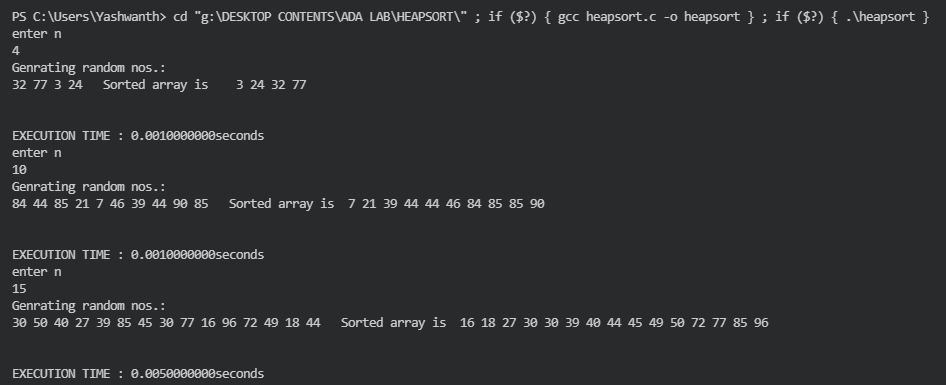 PS C:\Users\Yashwanth> cd "g:\DESKTOP CONTENTS\ADA LAB\HEAPSORT\" ; if ($?) { gcc heapsort.c -o heapsort } ; if ($?) { .\heapsort }
enter n
4
Genrating random nos.:
32 77 3 24   Sorted array is    3 24 32 77
EXECUTION TIME : 0.0010000000seconds
enter n
10
Genrating random nos.:
84 44 85 21 7 46 39 44 90 85   Sorted array is  7 21 39 44 44 46 84 85 85 90
EXECUTION TIME : 0.0010000000seconds
enter n
15
Genrating random nos.:
30 50 40 27 39 85 45 30 77 16 96 72 49 18 44   Sorted array is  16 18 27 30 30 39 40 44 45 49 50 72 77 85 96
EXECUTION TIME : 0.0050000000seconds